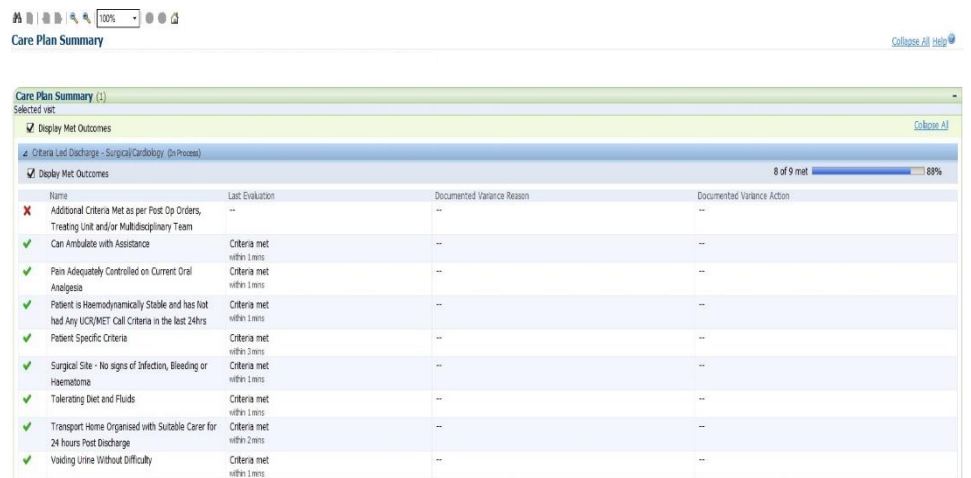 100%
Care Plan Summary
Collapse All Help
Care Plan Summary (1)
Selected visit
Display Met Outcomes
Collapse All
Criteria Led Discharge - Surgical/Cardiology (In Process)
Display Met Outcomes
8 of 9 met 88%
Name Last Evaluation Documented Variance Reason Documented Variance Action
Additional Criteria Met as per Post Op Orders, -- -- --
Treating Unit and/or Multidisciplinary Team
Can Ambulate with Assistance Criteria met -- --
within 1 mins
Pain Adequately Controlled on Current Oral Criteria met -- --
Analgesia within 1 mins
Patient is Haemodynamically Stable and has Not Criteria met -- --
had Any UCR/MET Call Criteria in the last 24hrs within 1 mins
Patient Specific Criteria Criteria met -- --
within 3 mins
Surgical Site - No signs of Infection, Bleeding or Criteria met -- --
Haematoma within 1 mins
Tolerating Diet and Fluids Criteria met -- --
within 1 mins
Transport Home Organised with Suitable Carer for Criteria met -- --
24 hours Post Discharge within 2 mins
Voiding Urine Without Difficulty Criteria met -- --
within 1 mins